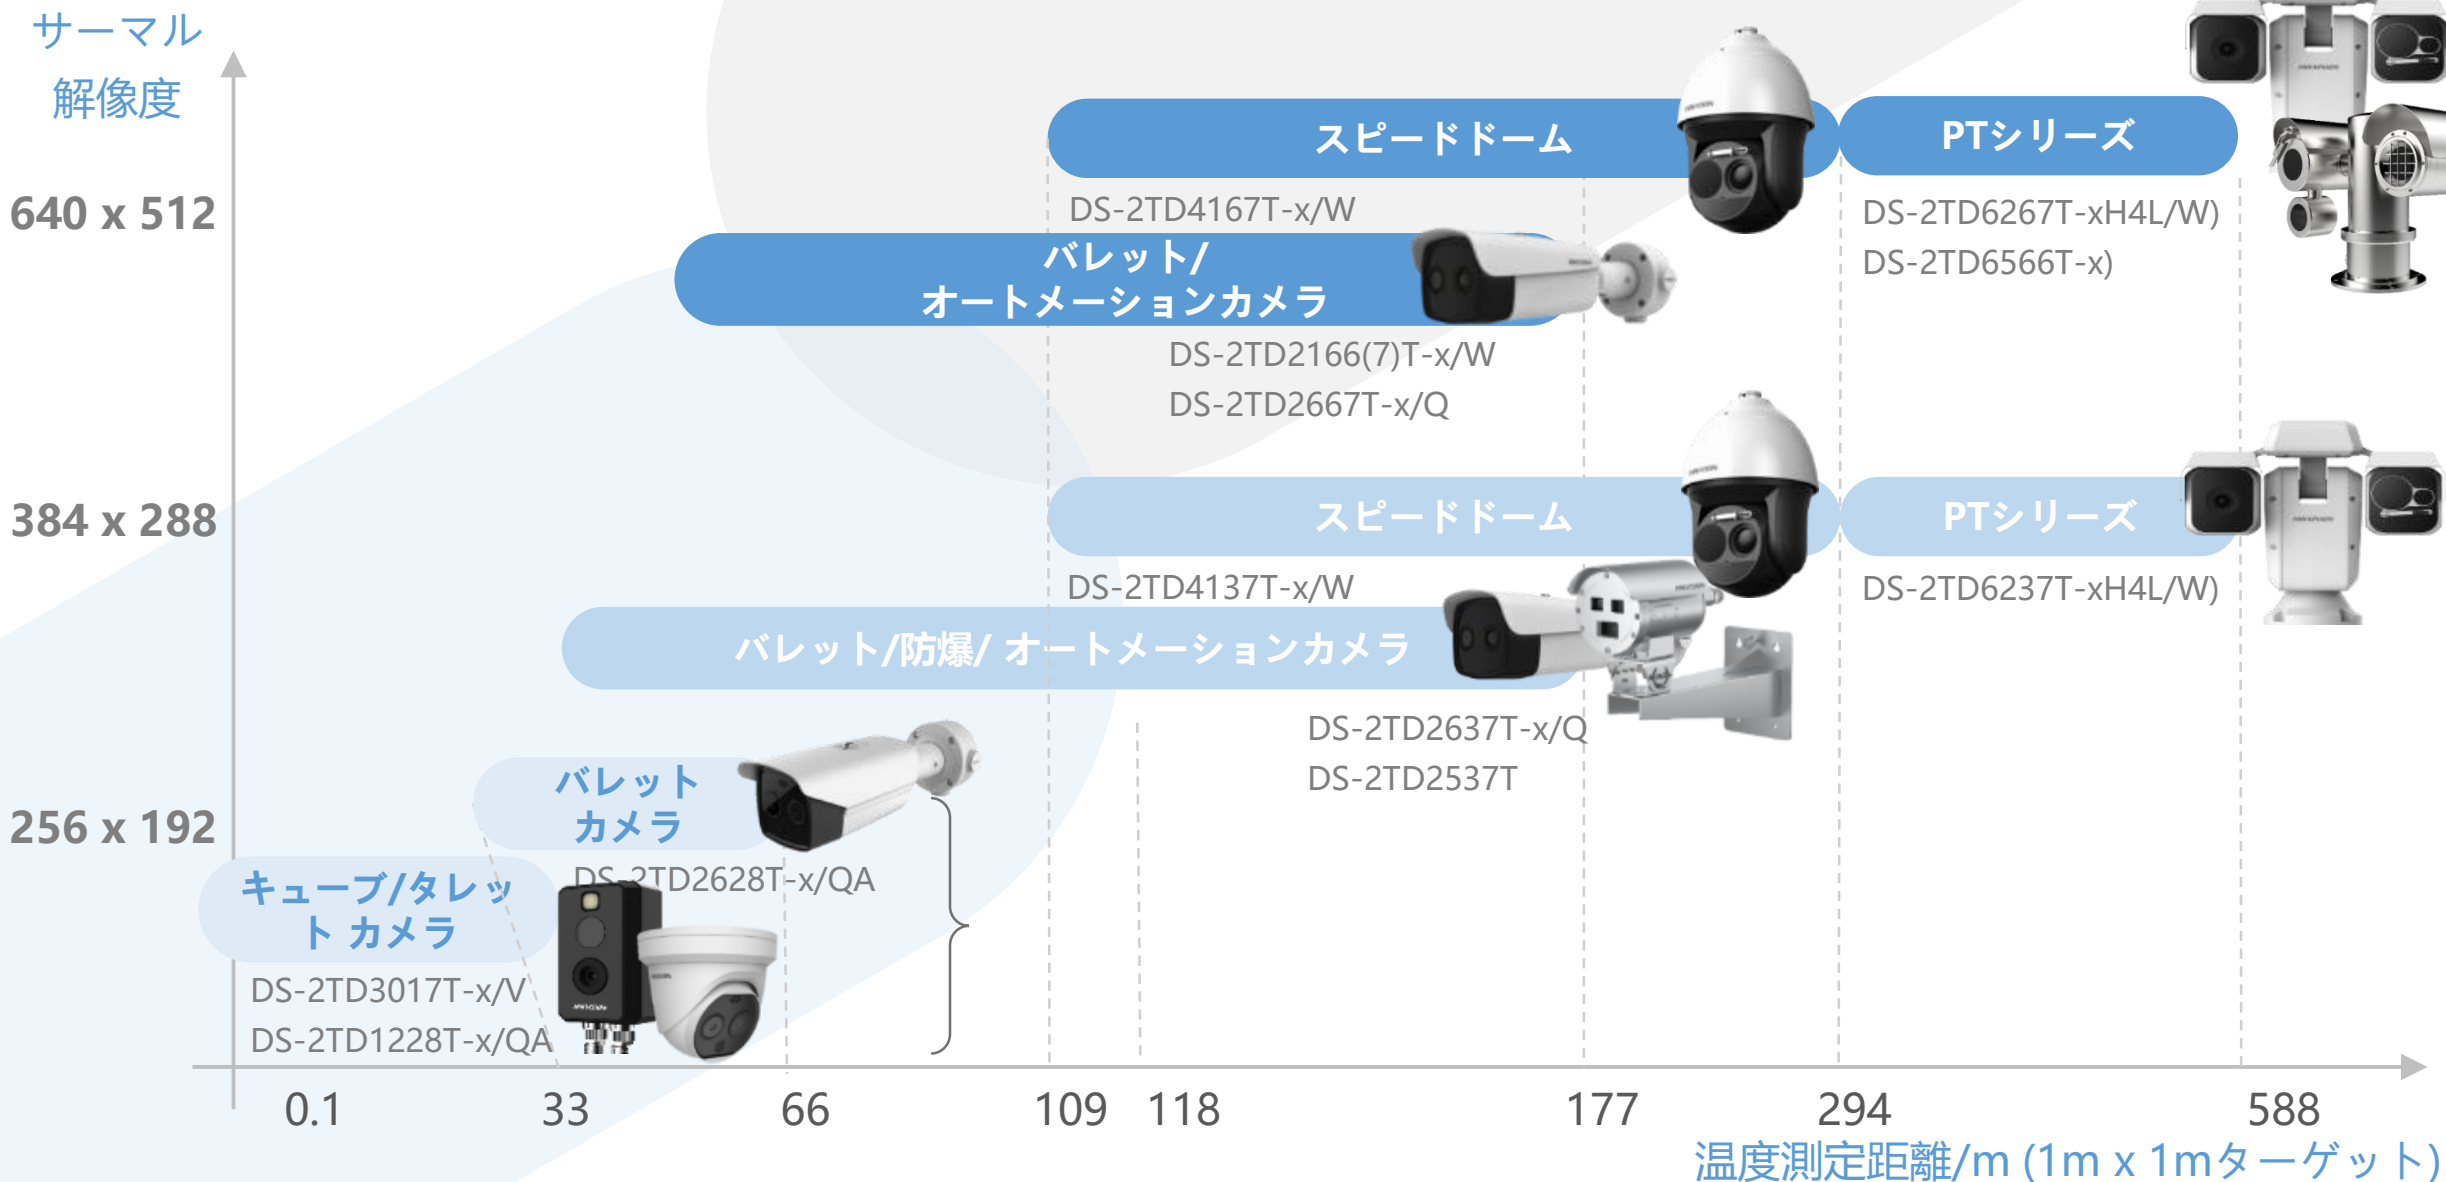 サーマル
解像度
スピードドーム
PTシリーズ
640 x 512
DS-2TD4167T-x/W
DS-2TD6267T-xH4L/W)
DS-2TD6566T-x)
バレット/
オートメーションカメラ
DS-2TD2166(7)T-x/W
DS-2TD2667T-x/Q
384 x 288
スピードドーム
PTシリーズ
DS-2TD4137T-x/W
DS-2TD6237T-xH4L/W)
バレット/防爆/ オートメーションカメラ
DS-2TD2637T-x/Q
DS-2TD2537T
256 x 192
バレット
カメラ
DS-2TD2628T-x/QA
キューブ/タレッ
ト カメラ
DS-2TD3017T-x/V
DS-2TD1228T-x/QA
0.1
33
66
109
118
177
294
588
温度測定距離/m (1m x 1mターゲット)